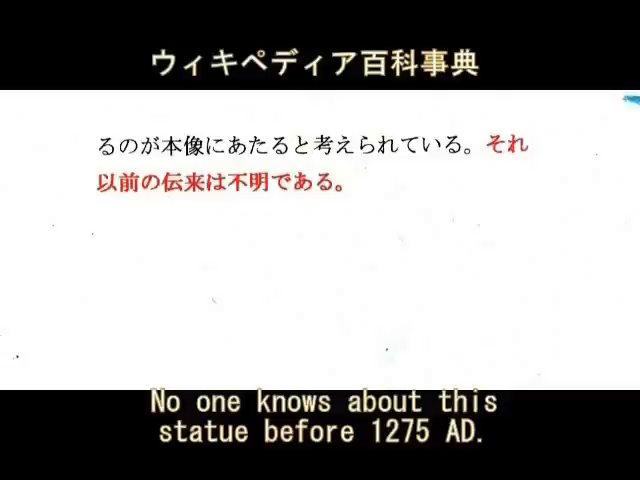 ウィキペディア百科事典
るのが本像にあたると考えられている。それ
以前の伝来は不明である。
No one knows about this
statue before 1275 AD.